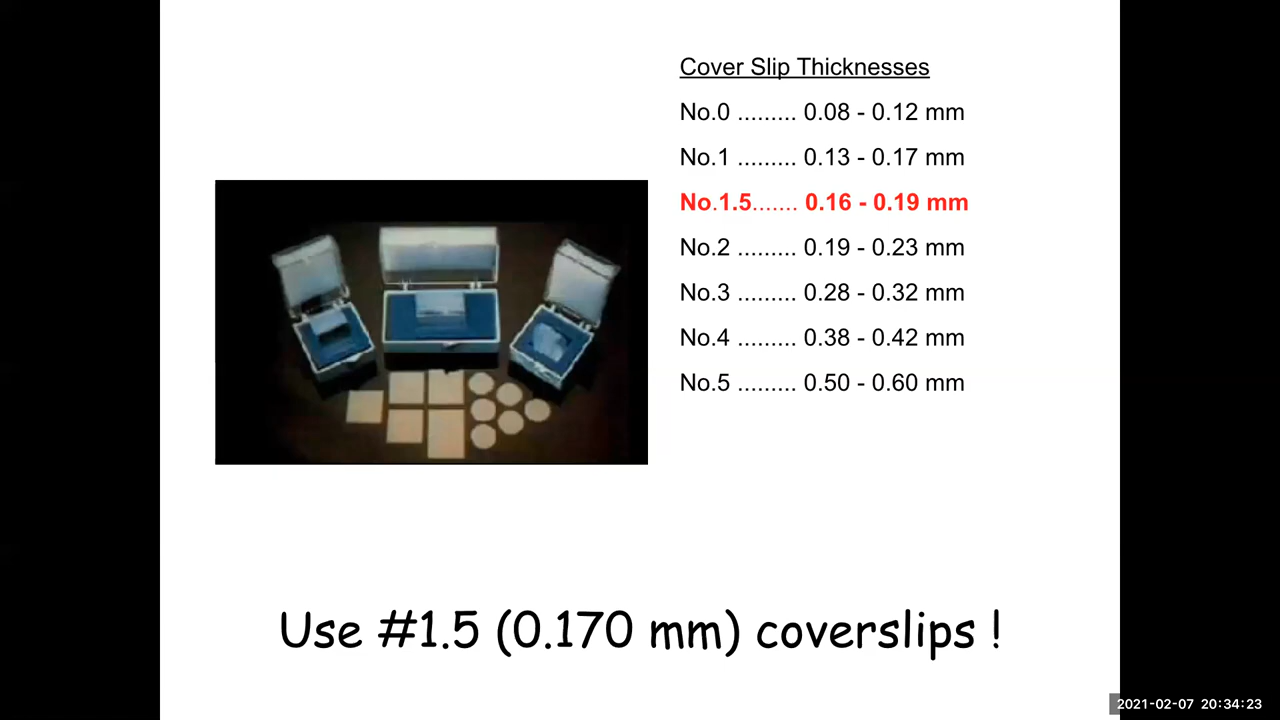 Cover Slip Thicknesses
No.0 ......... 0.08 - 0.12 mm
No.1 ......... 0.13 - 0.17 mm
No.1.5....... 0.16 - 0.19 mm
No.2 ......... 0.19 - 0.23 mm
No.3 ......... 0.28 - 0.32 mm
No.4 ......... 0.38 - 0.42 mm
No.5 ......... 0.50 - 0.60 mm
Use #1.5 (0.170 mm) coverslips !
2021-02-07 20:34:23